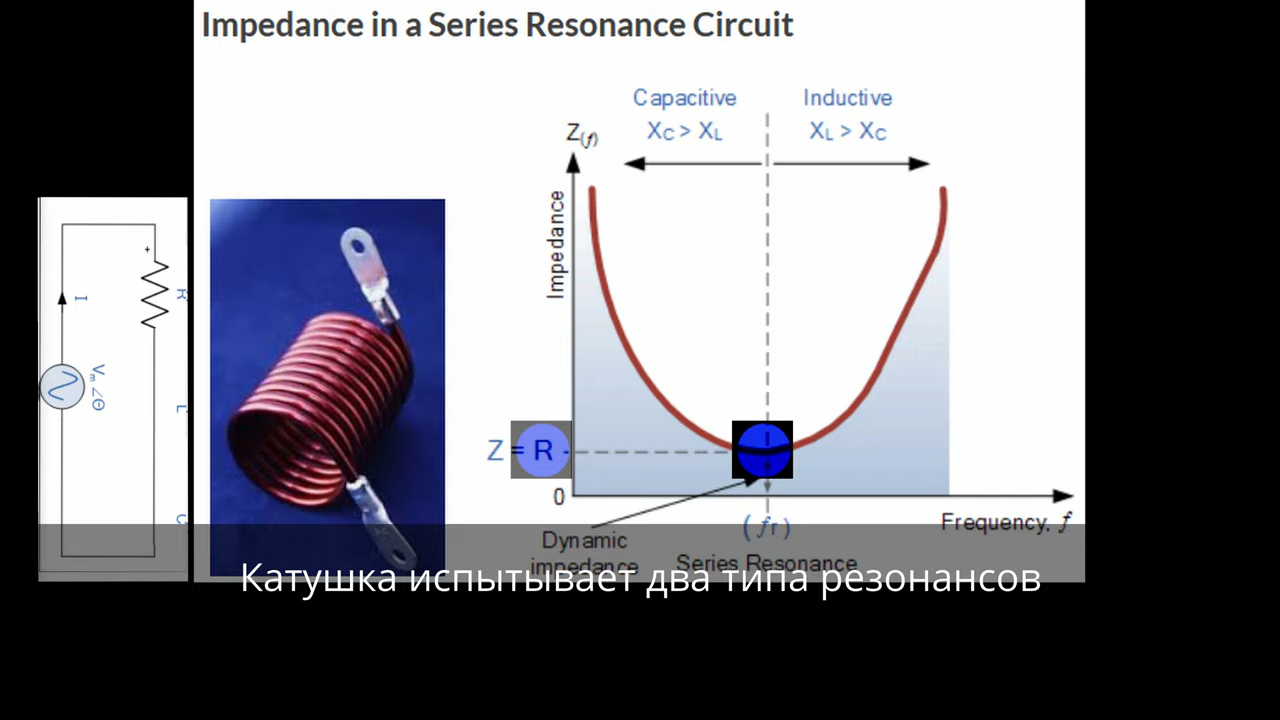 Impedance in a Series Resonance Circuit
Capacitive
Inductive
XC > XL
XL > XC
Z(f)
Impedance
Z = R
0
(fr)
Frequency, f
Dynamic
impedance
Series Resonance
+
R
I
Vm∠Θ
L
C
Катушка испытывает два типа резонансов